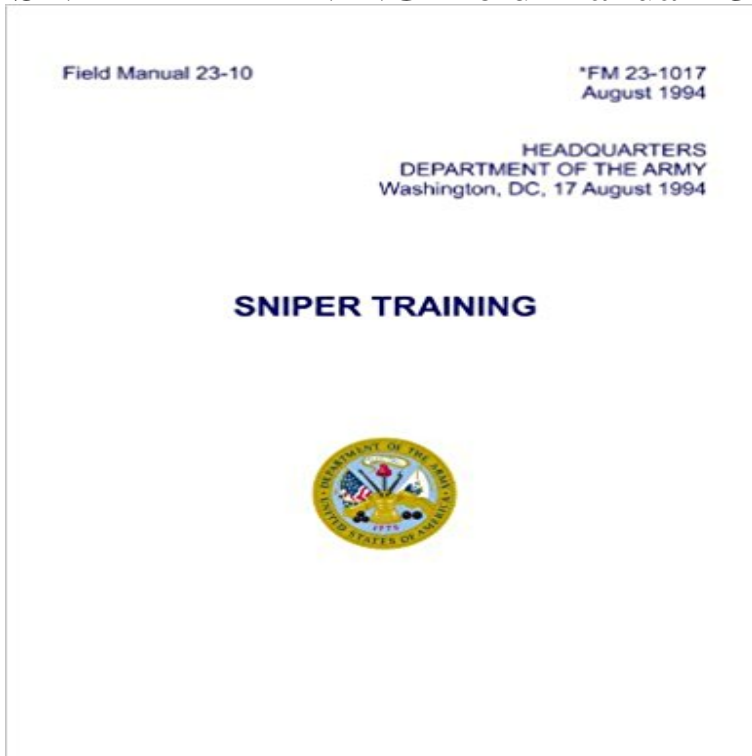 Field Manual 23-10
*FM 23-1017
August 1994
HEADQUARTERS
DEPARTMENT OF THE ARMY
Washington, DC, 17 August 1994
SNIPER TRAINING
DEPARTMENT OF THE ARMY
UNITED STATES OF AMERICA
1775